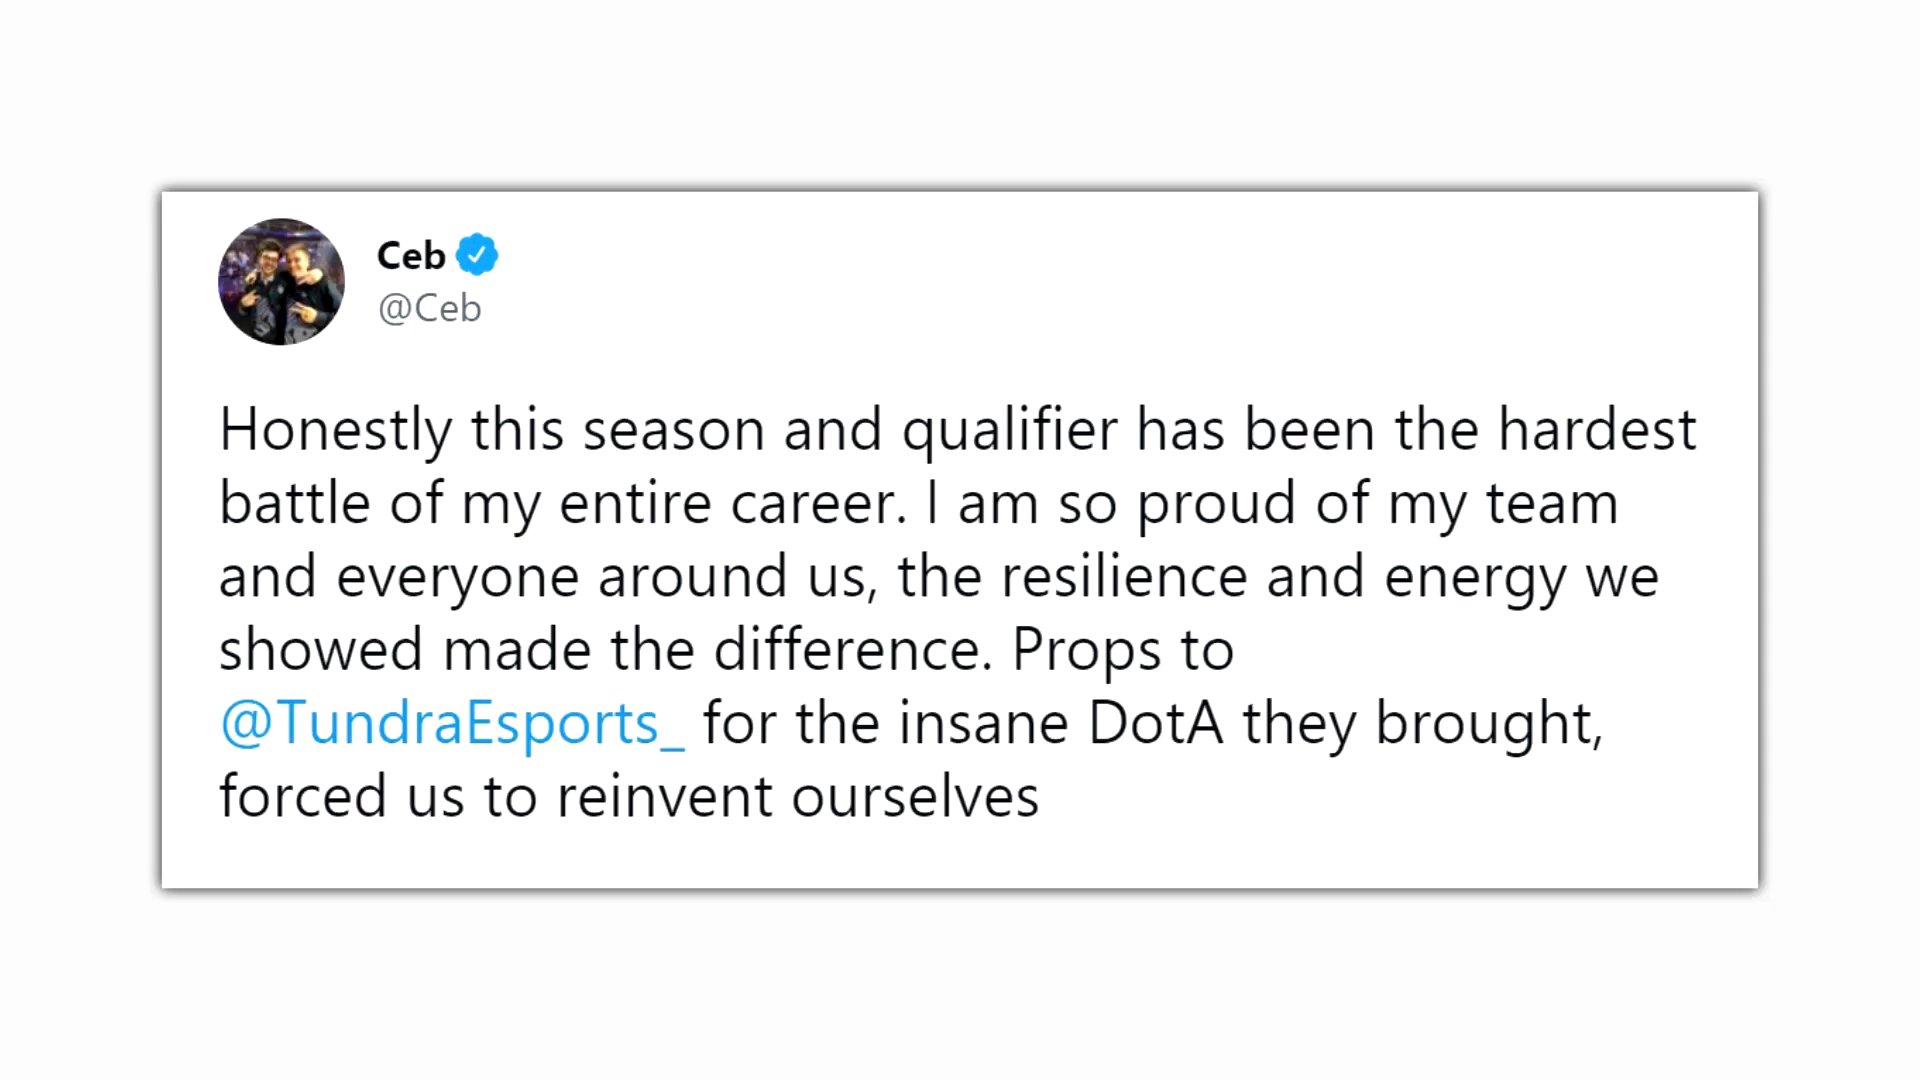 Ceb
@Ceb
Honestly this season and qualifier has been the hardest
battle of my entire career. I am so proud of my team
and everyone around us, the resilience and energy we
showed made the difference. Props to
@TundraEsports_ for the insane DotA they brought,
forced us to reinvent ourselves